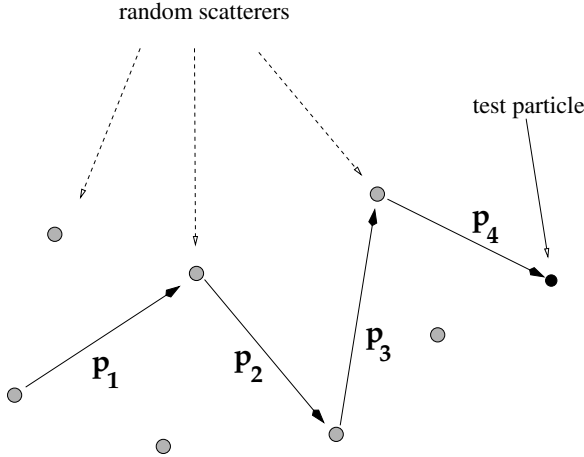 random scatterers
test particle
p4
p3
p2
p1